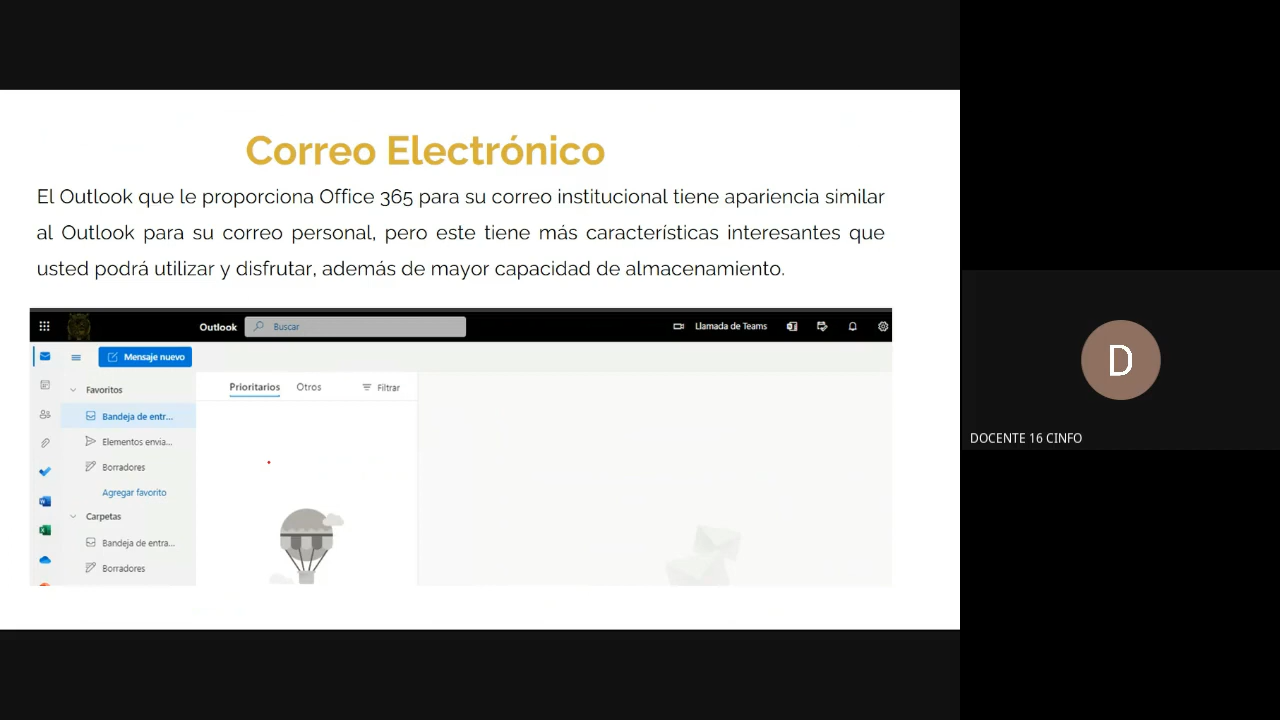 Correo Electrónico
El Outlook que le proporciona Office 365 para su correo institucional tiene apariencia similar
al Outlook para su correo personal, pero este tiene más características interesantes que
usted podrá utilizar y disfrutar, además de mayor capacidad de almacenamiento.
Outlook
Buscar
Llamada de Teams
Mensaje nuevo
Favoritos
Prioritarios
Otros
Filtrar
Bandeja de entr...
Elementos envia...
Borradores
Agregar favorito
Carpetas
Bandeja de entra...
Borradores
D
DOCENTE 16 CINFO